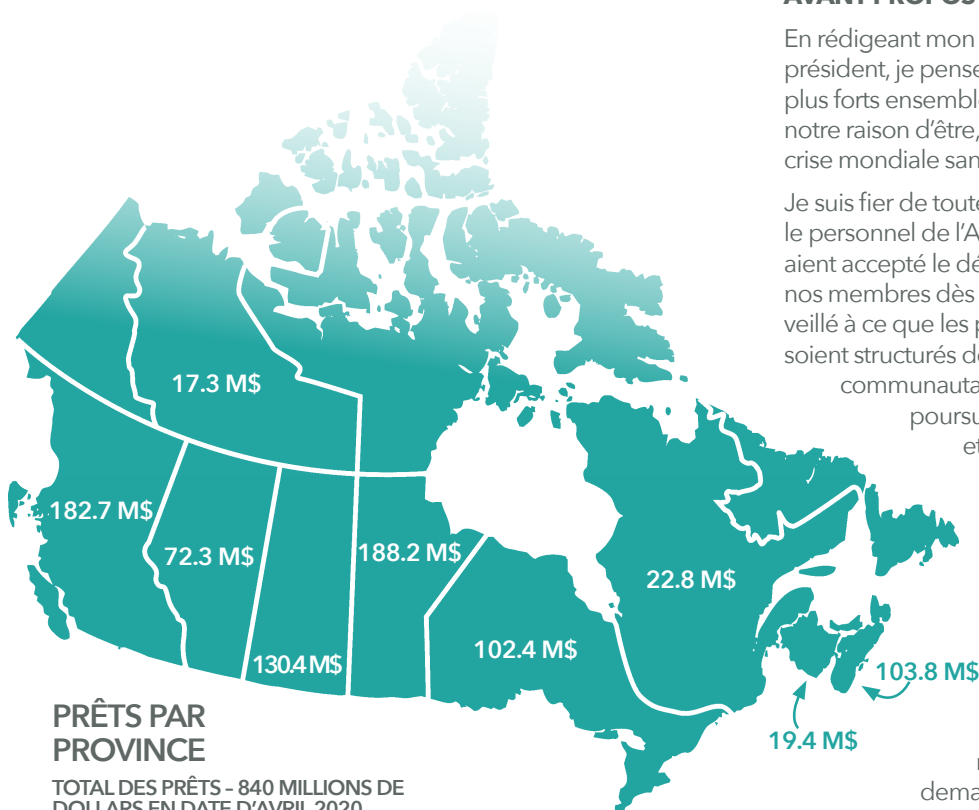 AVANT-PROPOS
En rédigeant mon
président, je pense
plus forts ensemble
notre raison d'être,
crise mondiale san
Je suis fier de toute
le personnel de l'A
aient accepté le dé
nos membres dès
veillé à ce que les p
soient structurés de
communauta
poursu
et
17.3 M$
182.7 M$
72.3 M$
188.2 M$
130.4 M$
102.4 M$
22.8 M$
103.8 M$
19.4 M$
PRÊTS PAR
PROVINCE
TOTAL DES PRÊTS – 840 MILLIONS DE
DOLLARS EN DATE D'AVRIL 2020
dema